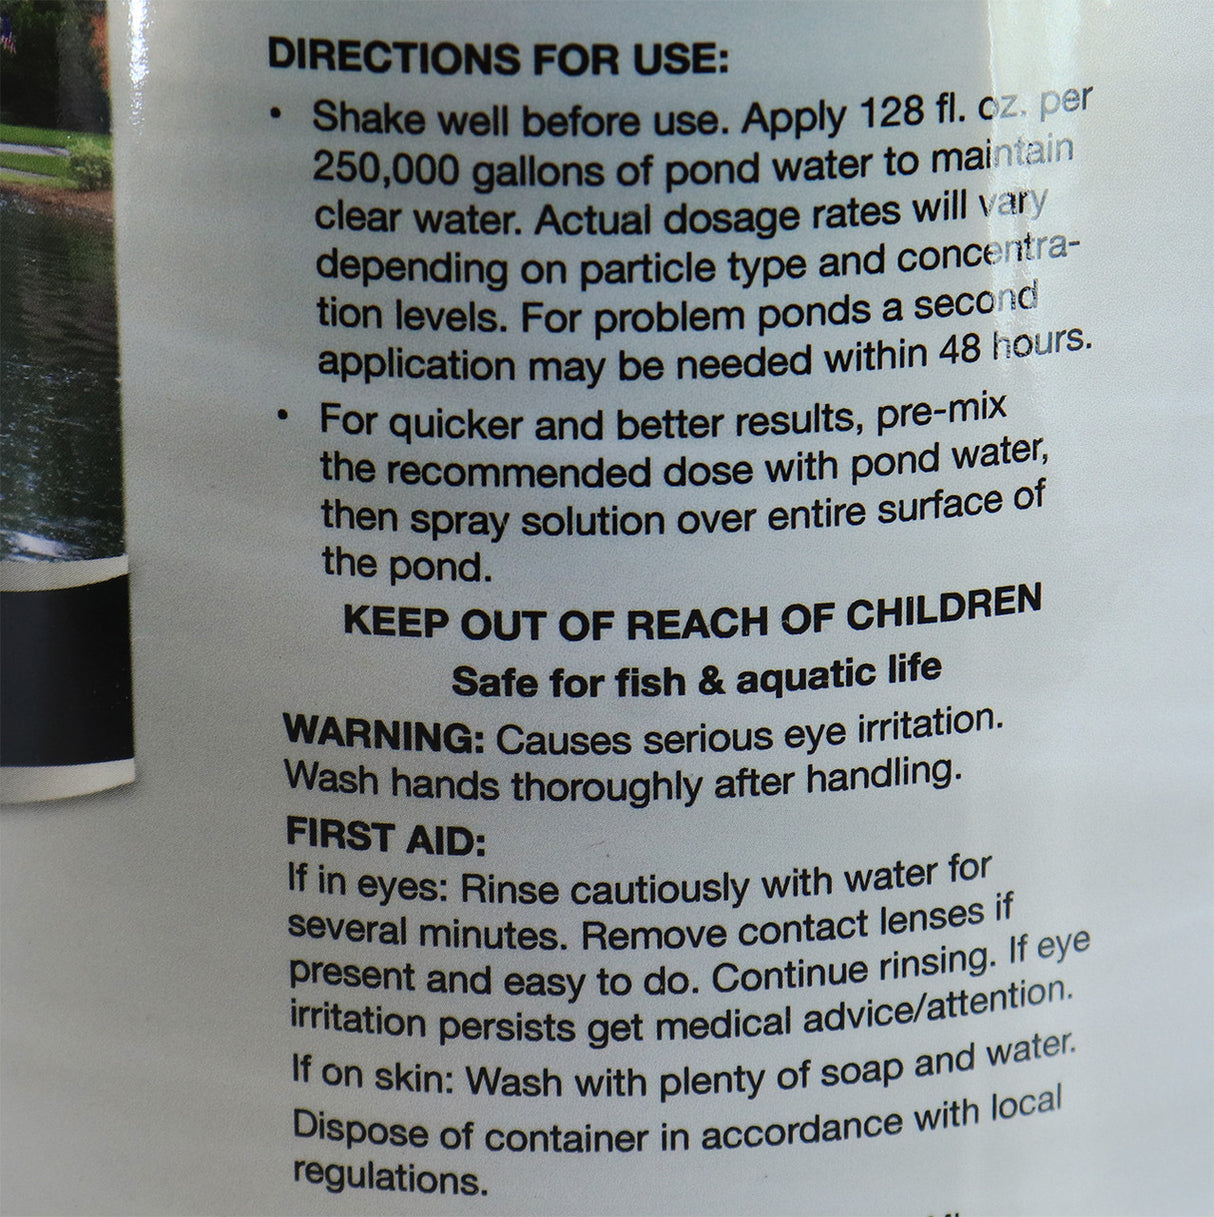 DIRECTIONS FOR USE:
• Shake well before use. Apply 128 fl. oz. per
250,000 gallons of pond water to maintain
clear water. Actual dosage rates will vary
depending on particle type and concentra-
tion levels. For problem ponds a second
application may be needed within 48 hours.
• For quicker and better results, pre-mix
the recommended dose with pond water,
then spray solution over entire surface of
the pond.
KEEP OUT OF REACH OF CHILDREN
Safe for fish & aquatic life
WARNING: Causes serious eye irritation.
Wash hands thoroughly after handling.
FIRST AID:
If in eyes: Rinse cautiously with water for
several minutes. Remove contact lenses if
present and easy to do. Continue rinsing. If eye
irritation persists get medical advice/attention.
If on skin: Wash with plenty of soap and water.
Dispose of container in accordance with local
regulations.